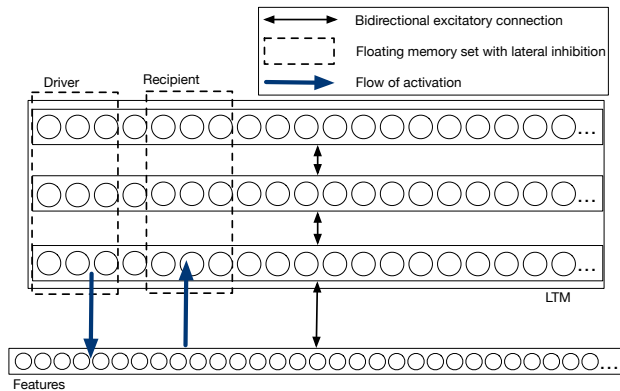 Bidirectional excitatory connection
Floating memory set with lateral inhibition
Flow of activation
Driver
Recipient
...
...
...
LTM
...
Features